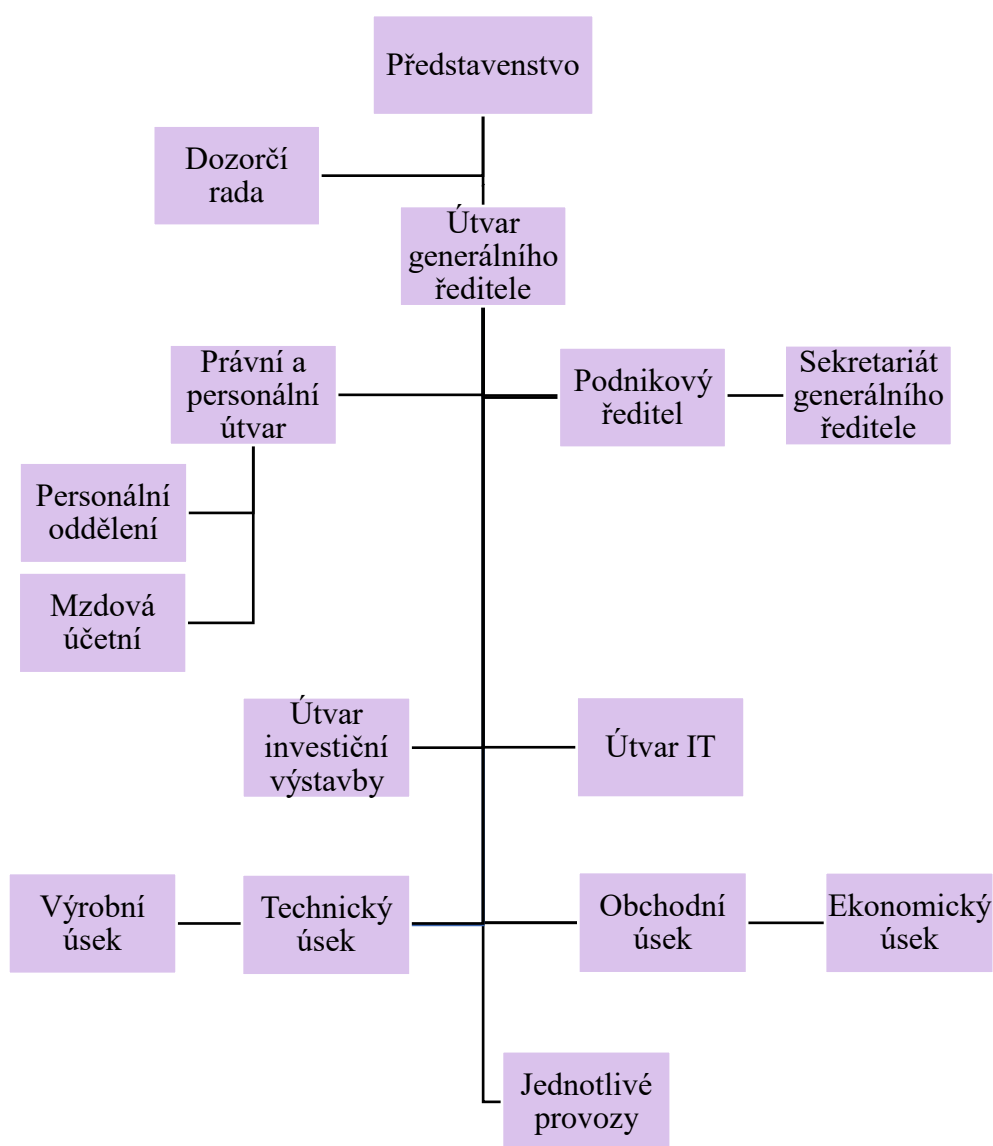 Představenstvo
Dozorčí
rada
Útvar
generálního
ředitele
Právní a
personální
útvar
Podnikový
ředitel
Sekretariát
generálního
ředitele
Personální
oddělení
Mzdová
účetní
Útvar
investiční
výstavby
Útvar IT
Výrobní
úsek
Technický
úsek
Obchodní
úsek
Ekonomický
úsek
Jednotlivé
provozy